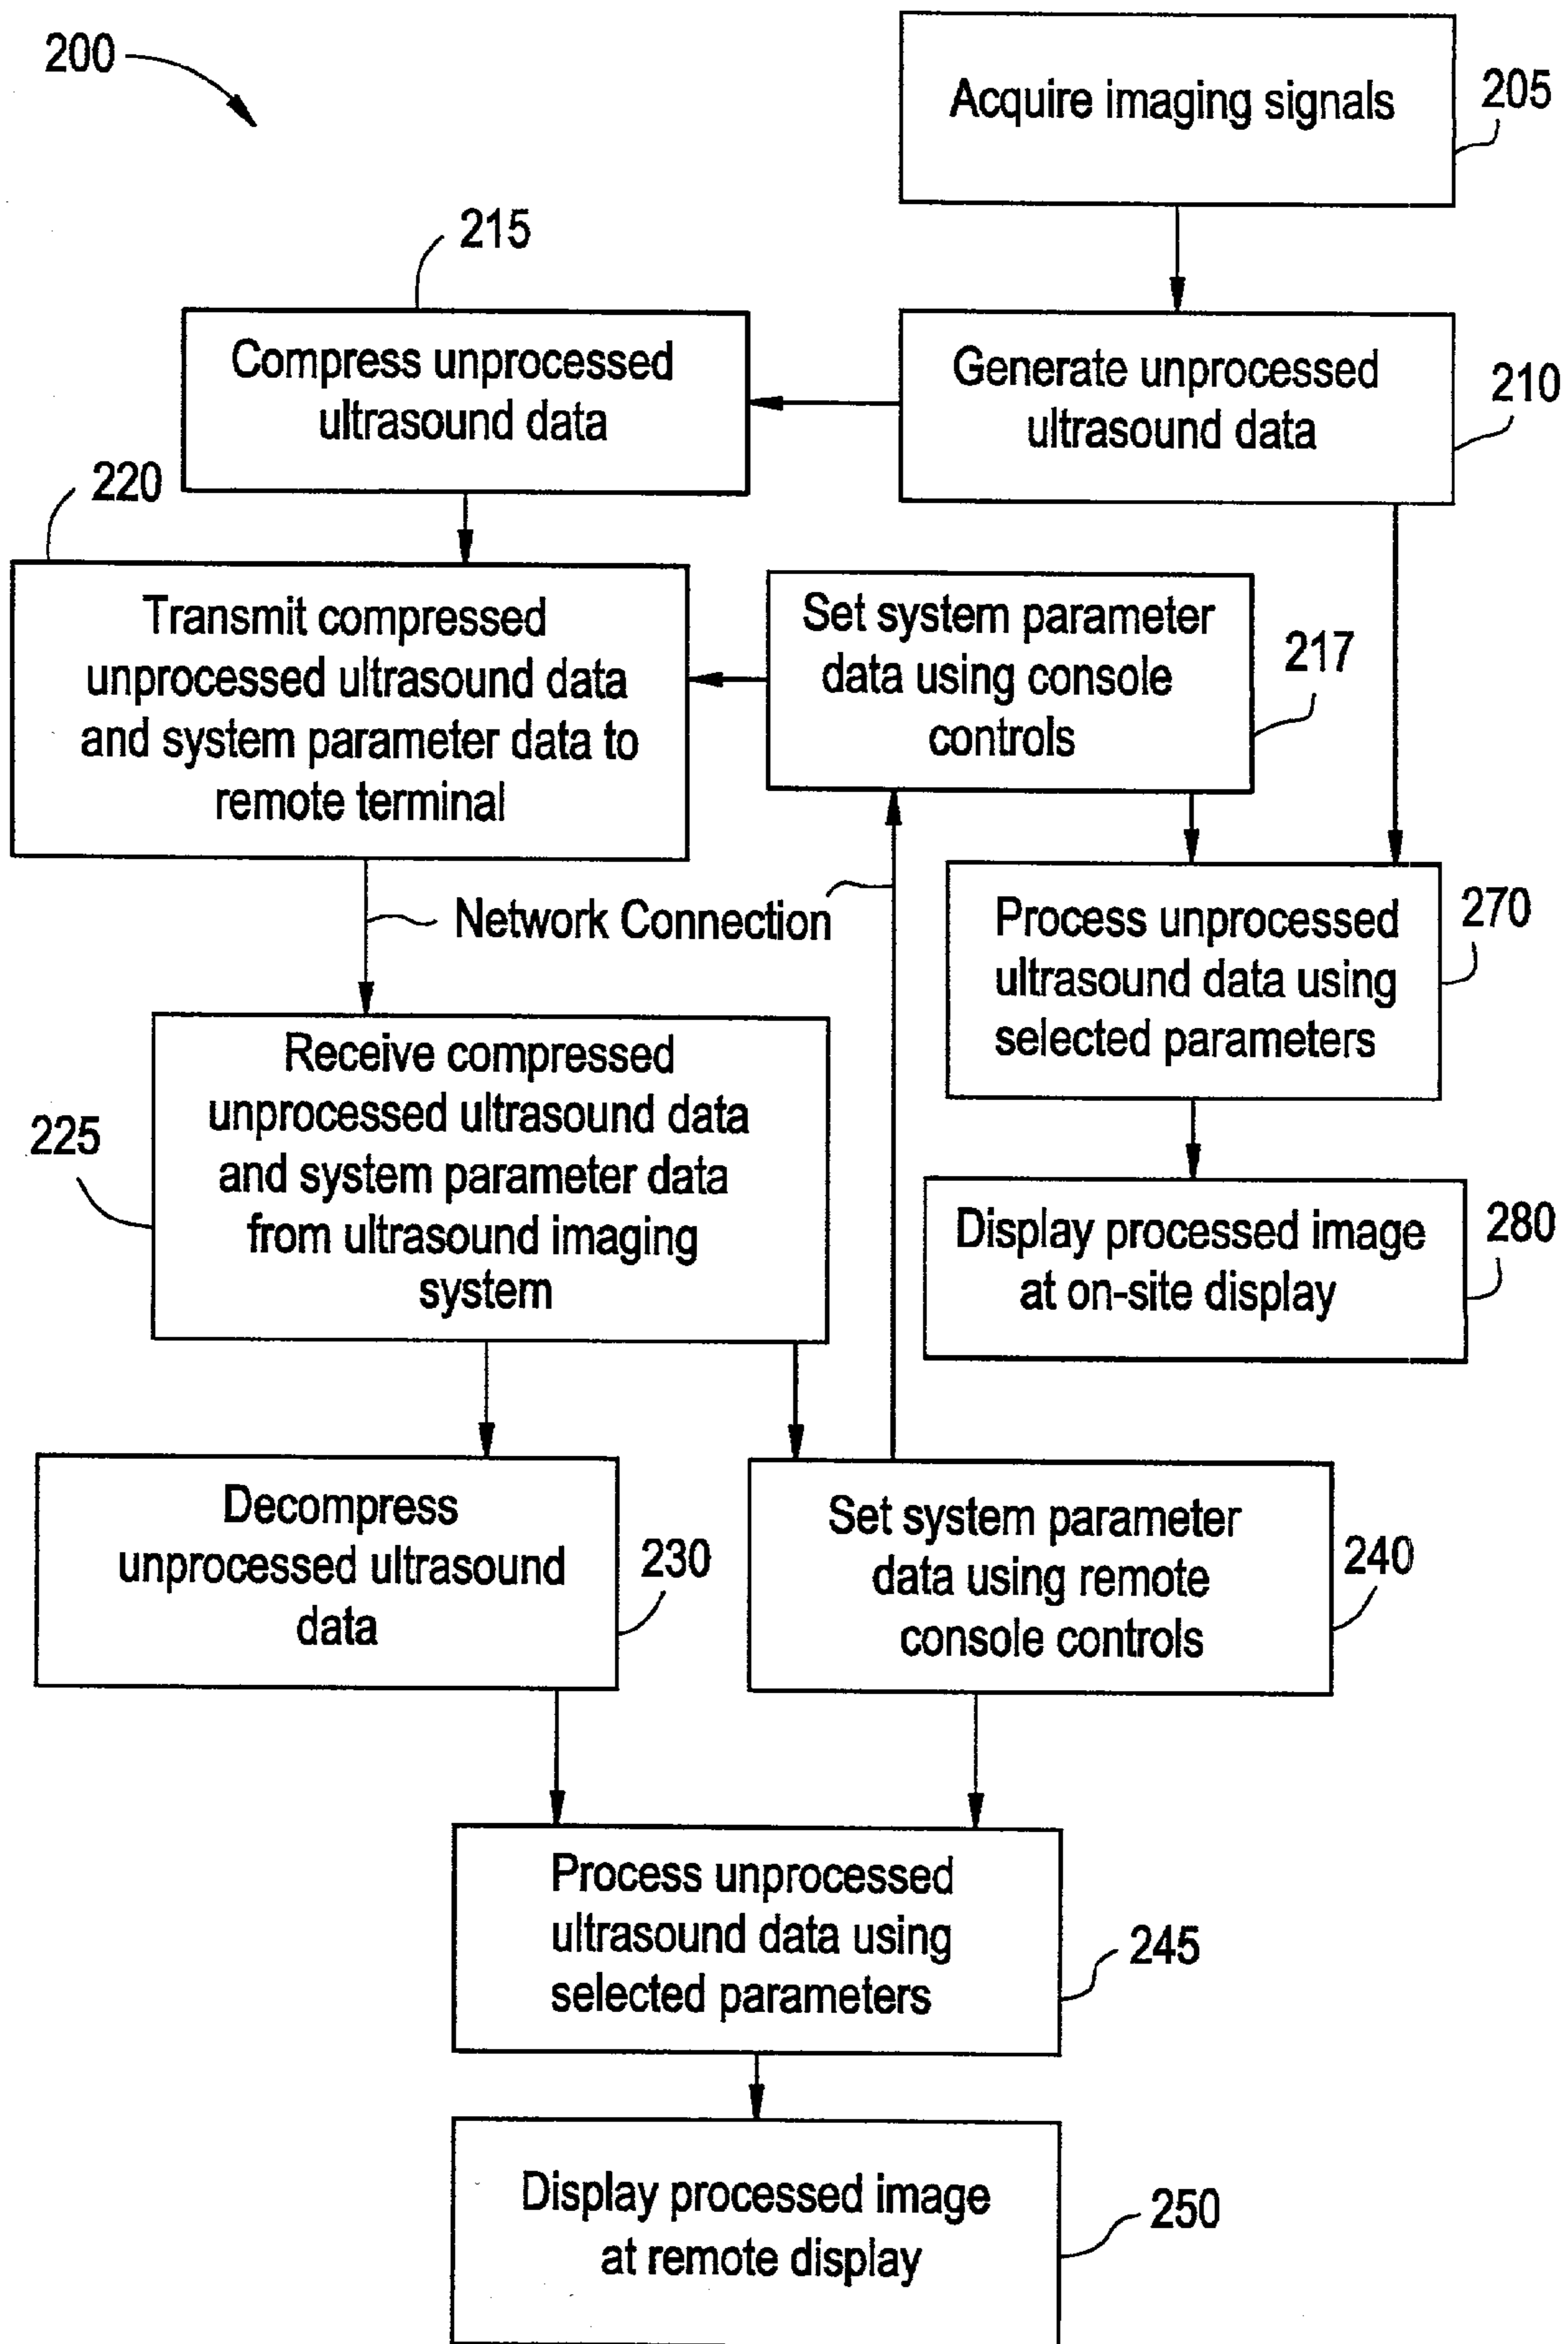 200
Acquire imaging signals
205
215
Compress unprocessed
ultrasound data
Generate unprocessed
ultrasound data
210
220
Transmit compressed
unprocessed ultrasound data
and system parameter data to
remote terminal
Set system parameter
data using console
controls
217
Network Connection
Process unprocessed
ultrasound data using
selected parameters
270
Receive compressed
unprocessed ultrasound data
and system parameter data
from ultrasound imaging
system
225
Display processed image
at on-site display
280
Decompress
unprocessed ultrasound
data
230
Set system parameter
data using remote
console controls
240
Process unprocessed
ultrasound data using
selected parameters
245
Display processed image
at remote display
250